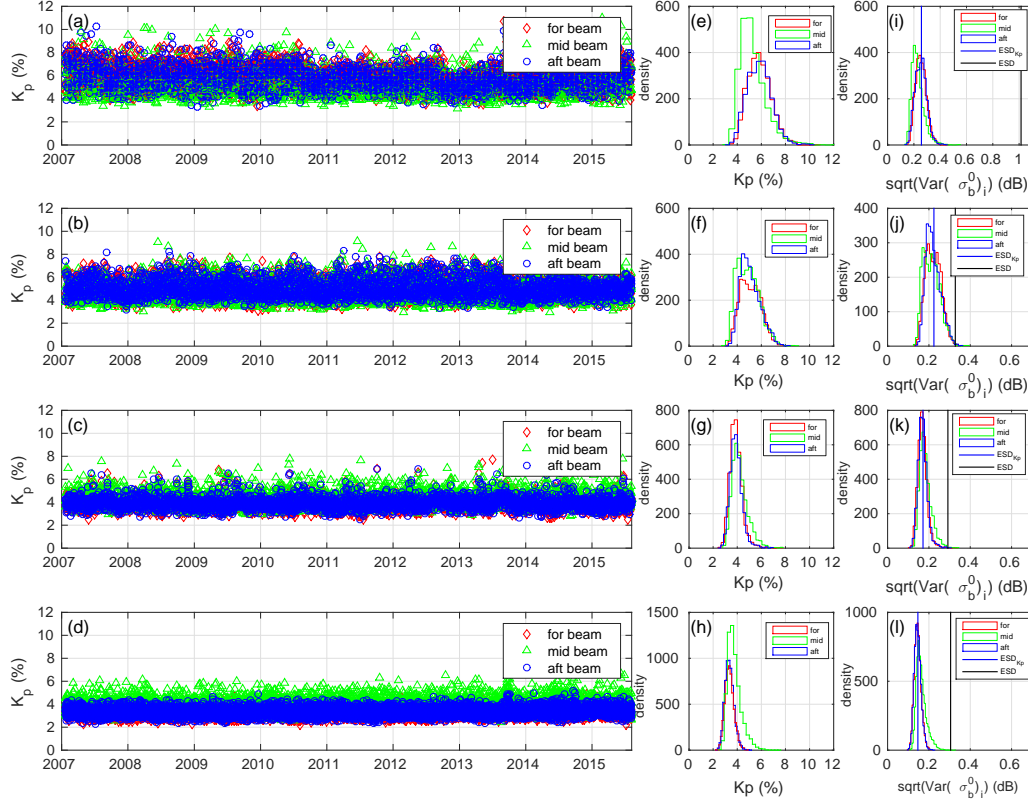 (a)
12
10
8
6
4
2
0
K_p (%)
for beam
mid beam
aft beam
2007 2008 2009 2010 2011 2012 2013 2014 2015
(e)
600
400
200
0
density
for
mid
aft
0 2 4 6 8 10 12
Kp (%)
(i)
600
400
200
0
density
for
mid
aft
ESD_Kp
ESD
0 0.2 0.4 0.6 0.8 1
sqrt(Var( σ_b^0)_i) (dB)
(b)
12
10
8
6
4
2
0
K_p (%)
for beam
mid beam
aft beam
2007 2008 2009 2010 2011 2012 2013 2014 2015
(f)
600
400
200
0
density
for
mid
aft
0 2 4 6 8 10 12
Kp (%)
(j)
400
300
200
100
0
density
for
mid
aft
ESD_Kp
ESD
0 0.2 0.4 0.6
sqrt(Var( σ_b^0)_i) (dB)
(c)
12
10
8
6
4
2
0
K_p (%)
for beam
mid beam
aft beam
2007 2008 2009 2010 2011 2012 2013 2014 2015
(g)
800
600
400
200
0
density
for
mid
aft
0 2 4 6 8 10 12
Kp (%)
(k)
800
600
400
200
0
density
for
mid
aft
ESD_Kp
ESD
0 0.2 0.4 0.6
sqrt(Var( σ_b^0)_i) (dB)
(d)
12
10
8
6
4
2
0
K_p (%)
for beam
mid beam
aft beam
2007 2008 2009 2010 2011 2012 2013 2014 2015
(h)
1500
1000
500
0
density
for
mid
aft
0 2 4 6 8 10 12
Kp (%)
(l)
1000
500
0
density
for
mid
aft
ESD_Kp
ESD
0 0.2 0.4 0.6
sqrt(Var( σ_b^0)_i) (dB)